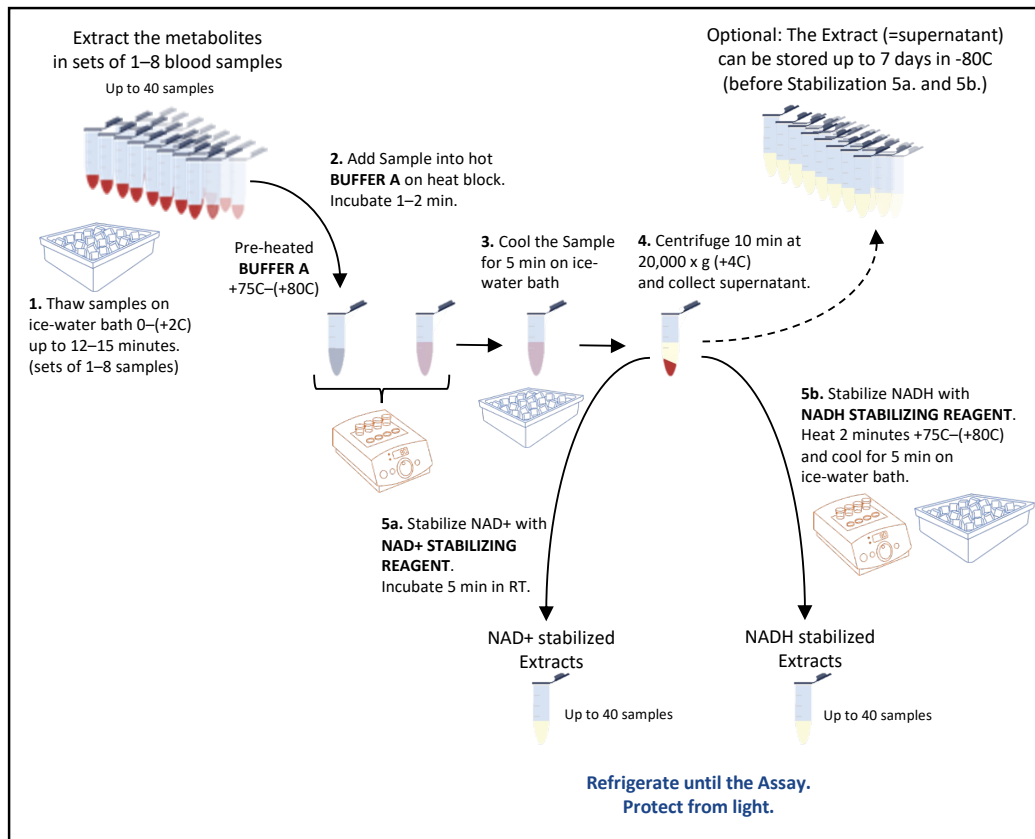 Extract the metabolites
in sets of 1–8 blood samples
Up to 40 samples
Optional: The Extract (=supernatant)
can be stored up to 7 days in -80C
(before Stabilization 5a. and 5b.)
1. Thaw samples on
ice-water bath 0–(+2C)
up to 12–15 minutes.
(sets of 1–8 samples)
Pre-heated
BUFFER A
+75C–(+80C)
2. Add Sample into hot
BUFFER A on heat block.
Incubate 1–2 min.
3. Cool the Sample
for 5 min on ice-
water bath
4. Centrifuge 10 min at
20,000 x g (+4C)
and collect supernatant.
5a. Stabilize NAD+ with
NAD+ STABILIZING
REAGENT.
Incubate 5 min in RT.
5b. Stabilize NADH with
NADH STABILIZING REAGENT.
Heat 2 minutes +75C–(+80C)
and cool for 5 min on
ice-water bath.
NAD+ stabilized
Extracts
Up to 40 samples
NADH stabilized
Extracts
Up to 40 samples
Refrigerate until the Assay.
Protect from light.